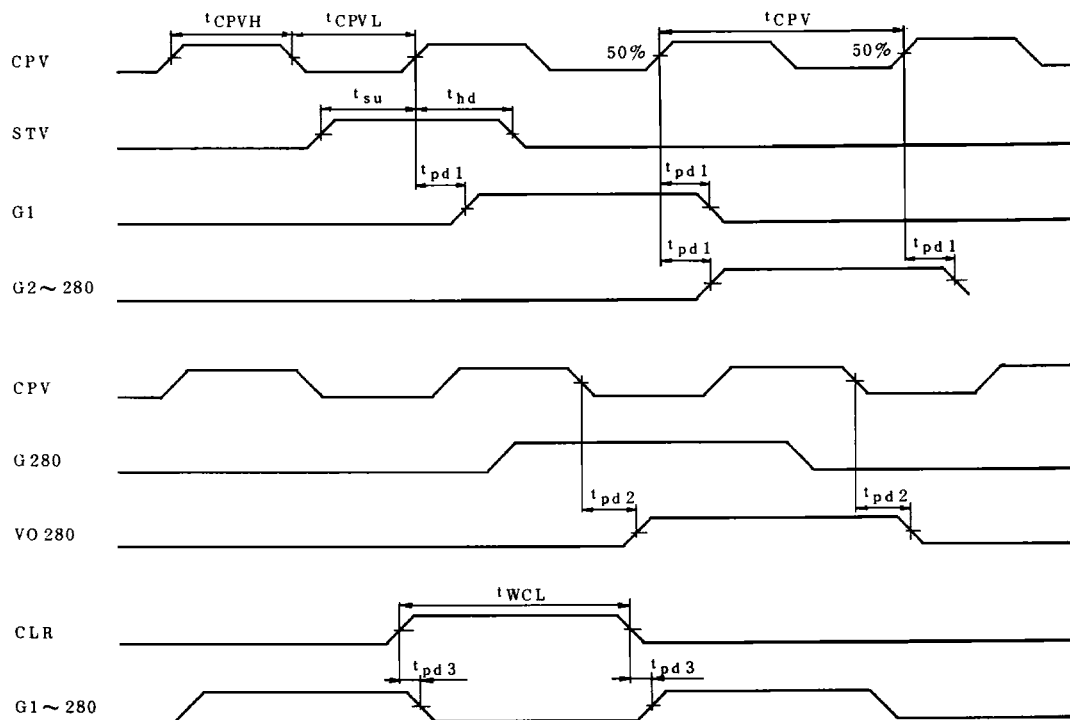 tCPVH tCPVL tCPV
CPV 50% 50%
tsu thd
STV
tpd1 tpd1
G1
tpd1 tpd1
G2～280
CPV
G280
tpd2 tpd2
VO280
tWCL
CLR
tpd3 tpd3
G1～280